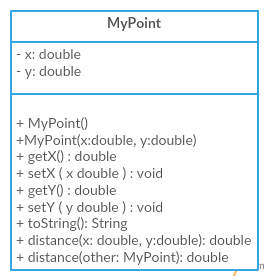 MyPoint
- x: double
- y: double
+ MyPoint()
+MyPoint(x:double, y:double)
+ getX() : double
+ setX ( x double ) : void
+ getY() : double
+ setY ( y double ) : void
+ toString(): String
+ distance(x: double, y:double): double
+ distance(other: MyPoint): double